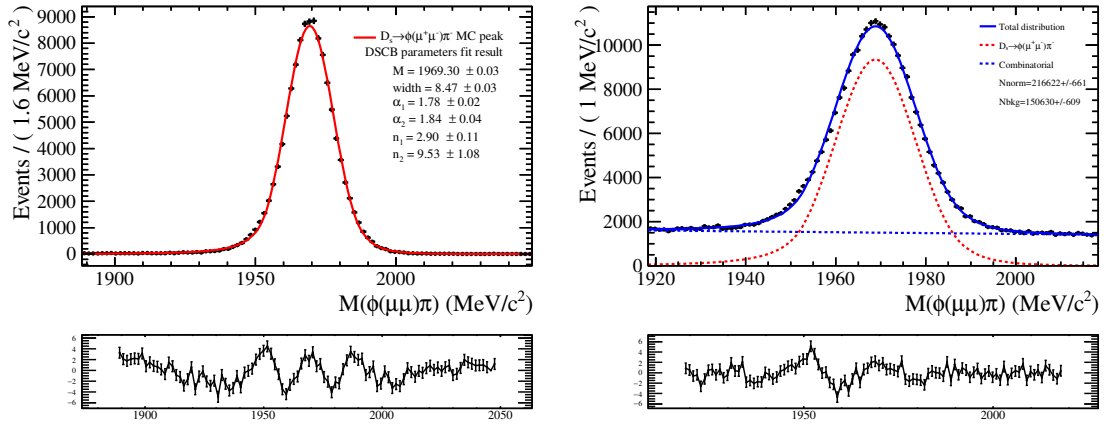 9000
8000
7000
6000
5000
4000
3000
2000
1000
0
Events / ( 1.6 MeV/c²)
D_s→φ(μ⁺μ⁻)π⁻ MC peak
DSCB parameters fit result
M = 1969.30 ± 0.03
width = 8.47 ± 0.03
α₁ = 1.78 ± 0.02
α₂ = 1.84 ± 0.04
n₁ = 2.90 ± 0.11
n₂ = 9.53 ± 1.08
1900 1950 2000
M(φ(μμ)π) (MeV/c²)
6
4
2
0
−2
−4
−6
1900 1950 2000 2050
10000
8000
6000
4000
2000
0
Events / ( 1 MeV/c²)
Total distribution
D_s→φ(μ⁺μ⁻)π⁻
Combinatorial
Nnorm=216622+/-661
Nbkg=150630+/-609
1920 1940 1960 1980 2000
M(φ(μμ)π) (MeV/c²)
6
4
2
0
−2
−4
−6
1950 2000